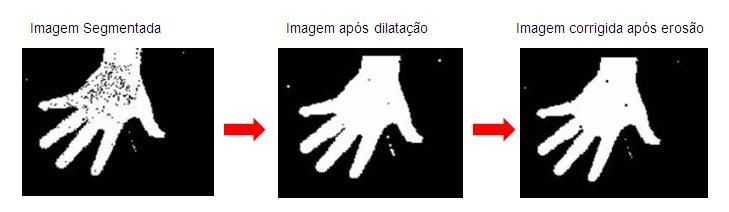 Imagem Segmentada
Imagem após dilatação
Imagem corrigida após erosão